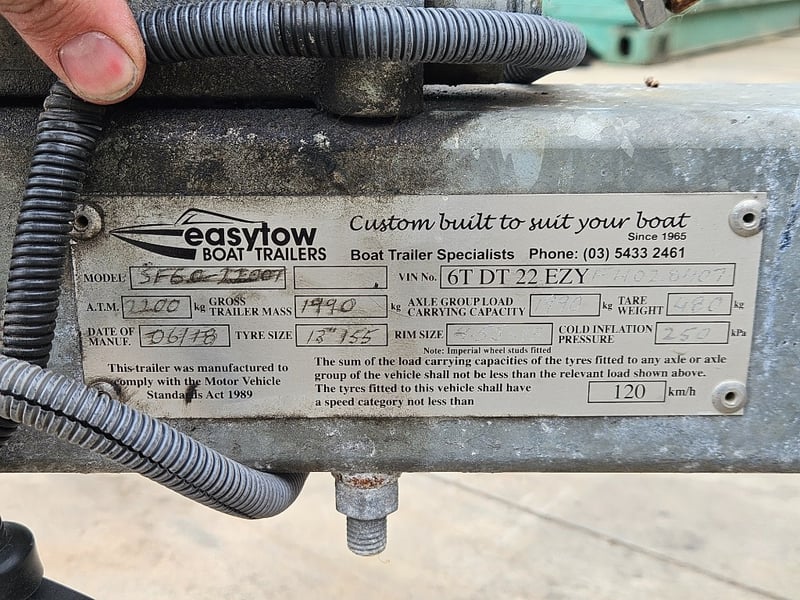 easytow
BOAT TRAILERS
Custom built to suit your boat
Since 1965
Boat Trailer Specialists Phone: (03) 5433 2461
MODEL VIN No. 6T DT 22 EZY
A.T.M. 2200 kg GROSS TRAILER MASS 1990 kg AXLE GROUP LOAD CARRYING CAPACITY 1990 kg TARE WEIGHT 480 kg
DATE OF MANUF. 06/18 TYRE SIZE 13" 155 RIM SIZE COLD INFLATION PRESSURE 250 kPa
Note: Imperial wheel studs fitted
This trailer was manufactured to
comply with the Motor Vehicle
Standards Act 1989
The sum of the load carrying capacities of the tyres fitted to any axle or axle
group of the vehicle shall not be less than the relevant load shown above.
The tyres fitted to this vehicle shall have
a speed category not less than 120 km/h